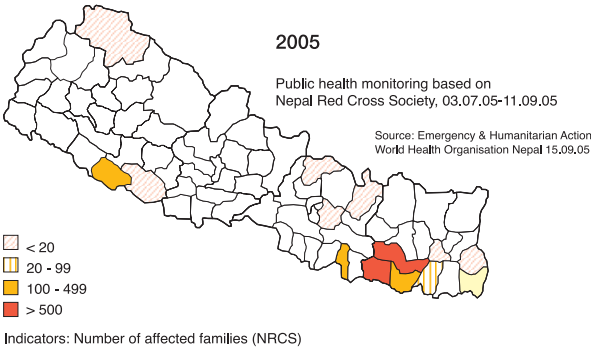 2005
Public health monitoring based on
Nepal Red Cross Society, 03.07.05-11.09.05
Source: Emergency & Humanitarian Action
World Health Organisation Nepal 15.09.05
< 20
20 - 99
100 - 499
> 500
Indicators: Number of affected families (NRCS)